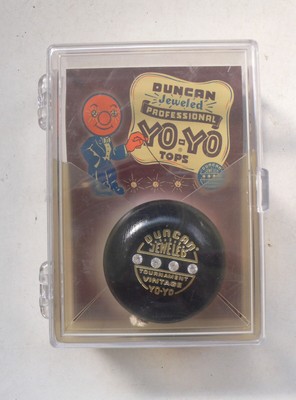 DUNCAN
Jeweled
PROFESSIONAL
YO-YO
TOPS
DUNCAN
JEWELED
TOURNAMENT
VINTAGE
YO-YO